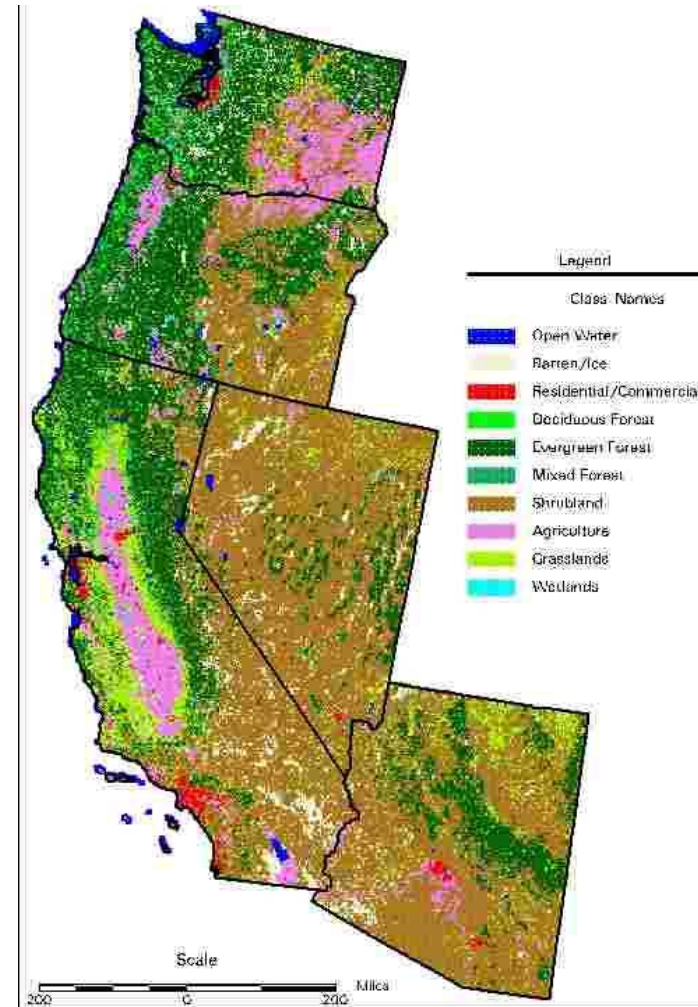 Legend
Class Names
Open Water
Barren/Ice
Residential/Commercia
Deciduous Forest
Evergreen Forest
Mixed Forest
Shrubland
Agriculture
Grasslands
Wetlands
Scale
200 0 200 Miles